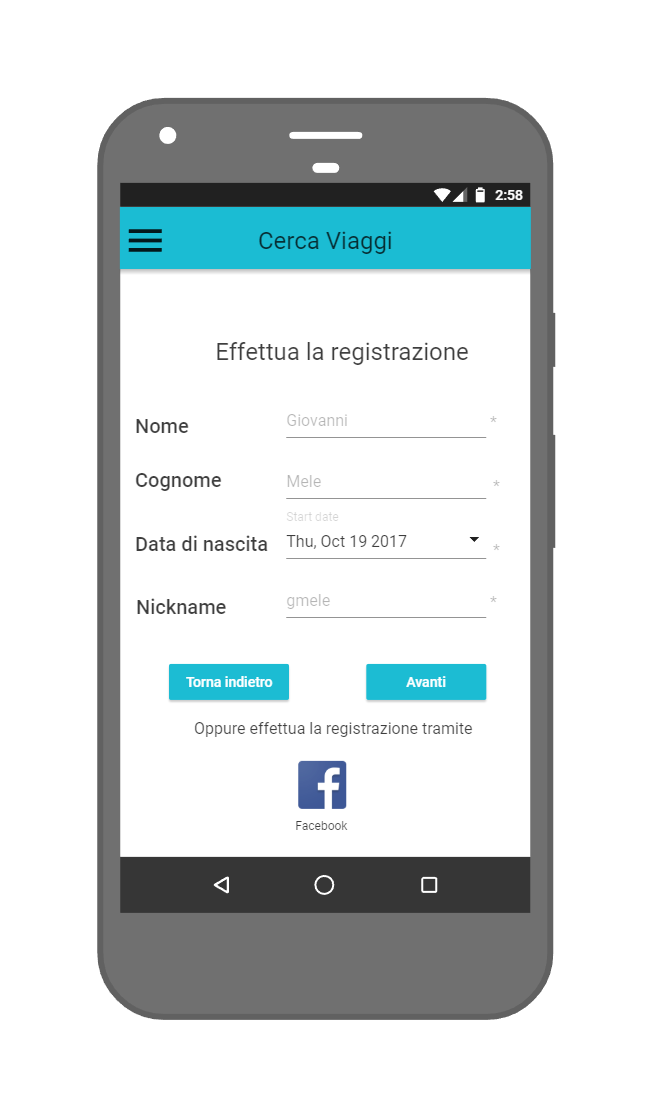 2:58
Cerca Viaggi
Effettua la registrazione
Nome
Giovanni *
Cognome
Mele *
Start date
Data di nascita
Thu, Oct 19 2017 *
Nickname
gmele *
Torna indietro
Avanti
Oppure effettua la registrazione tramite
f
Facebook